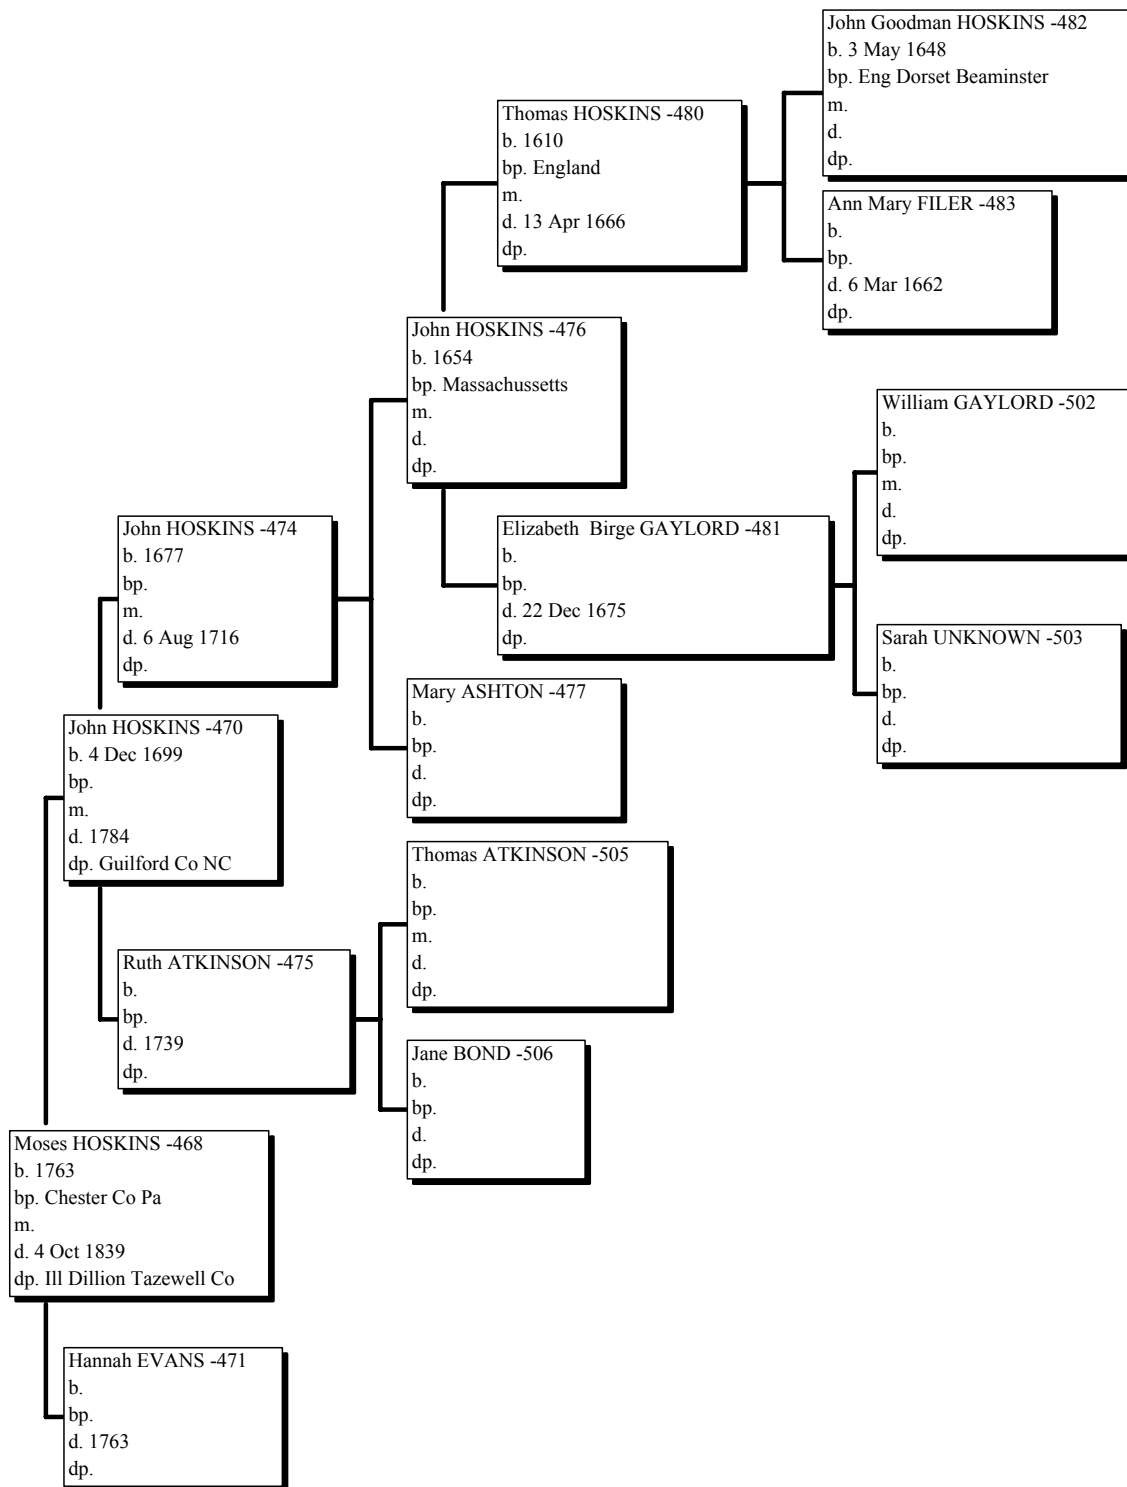 John Goodman HOSKINS -482
b. 3 May 1648
bp. Eng Dorset Beaminster
m.
d.
dp.
Thomas HOSKINS -480
b. 1610
bp. England
m.
d. 13 Apr 1666
dp.
Ann Mary FILER -483
b.
bp.
d. 6 Mar 1662
dp.
John HOSKINS -476
b. 1654
bp. Massachussetts
m.
d.
dp.
William GAYLORD -502
b.
bp.
m.
d.
dp.
John HOSKINS -474
b. 1677
bp.
m.
d. 6 Aug 1716
dp.
Elizabeth  Birge GAYLORD -481
b.
bp.
d. 22 Dec 1675
dp.
Sarah UNKNOWN -503
b.
bp.
d.
dp.
Mary ASHTON -477
b.
bp.
d.
dp.
John HOSKINS -470
b. 4 Dec 1699
bp.
m.
d. 1784
dp. Guilford Co NC
Thomas ATKINSON -505
b.
bp.
m.
d.
dp.
Ruth ATKINSON -475
b.
bp.
d. 1739
dp.
Jane BOND -506
b.
bp.
d.
dp.
Moses HOSKINS -468
b. 1763
bp. Chester Co Pa
m.
d. 4 Oct 1839
dp. Ill Dillion Tazewell Co
Hannah EVANS -471
b.
bp.
d. 1763
dp.